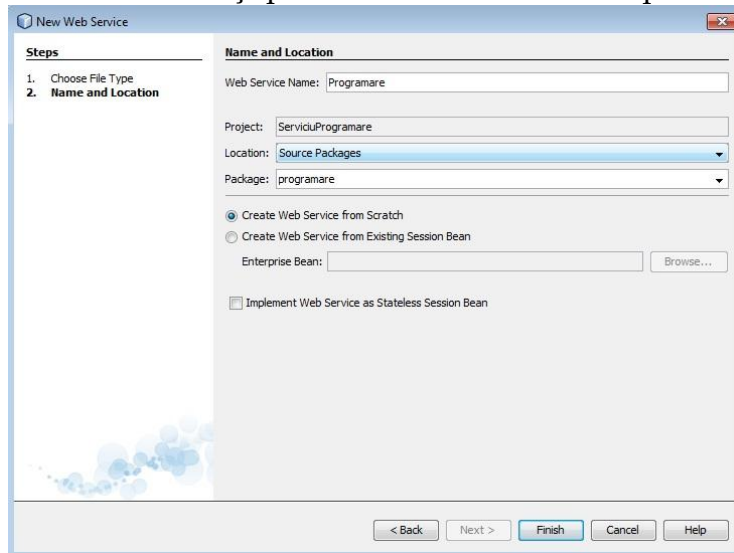 New Web Service
Steps
1. Choose File Type
2. Name and Location
Name and Location
Web Service Name: Programare
Project: ServiciuProgramare
Location: Source Packages
Package: programare
Create Web Service from Scratch
Create Web Service from Existing Session Bean
Enterprise Bean: Browse...
Implement Web Service as Stateless Session Bean
< Back Next > Finish Cancel Help